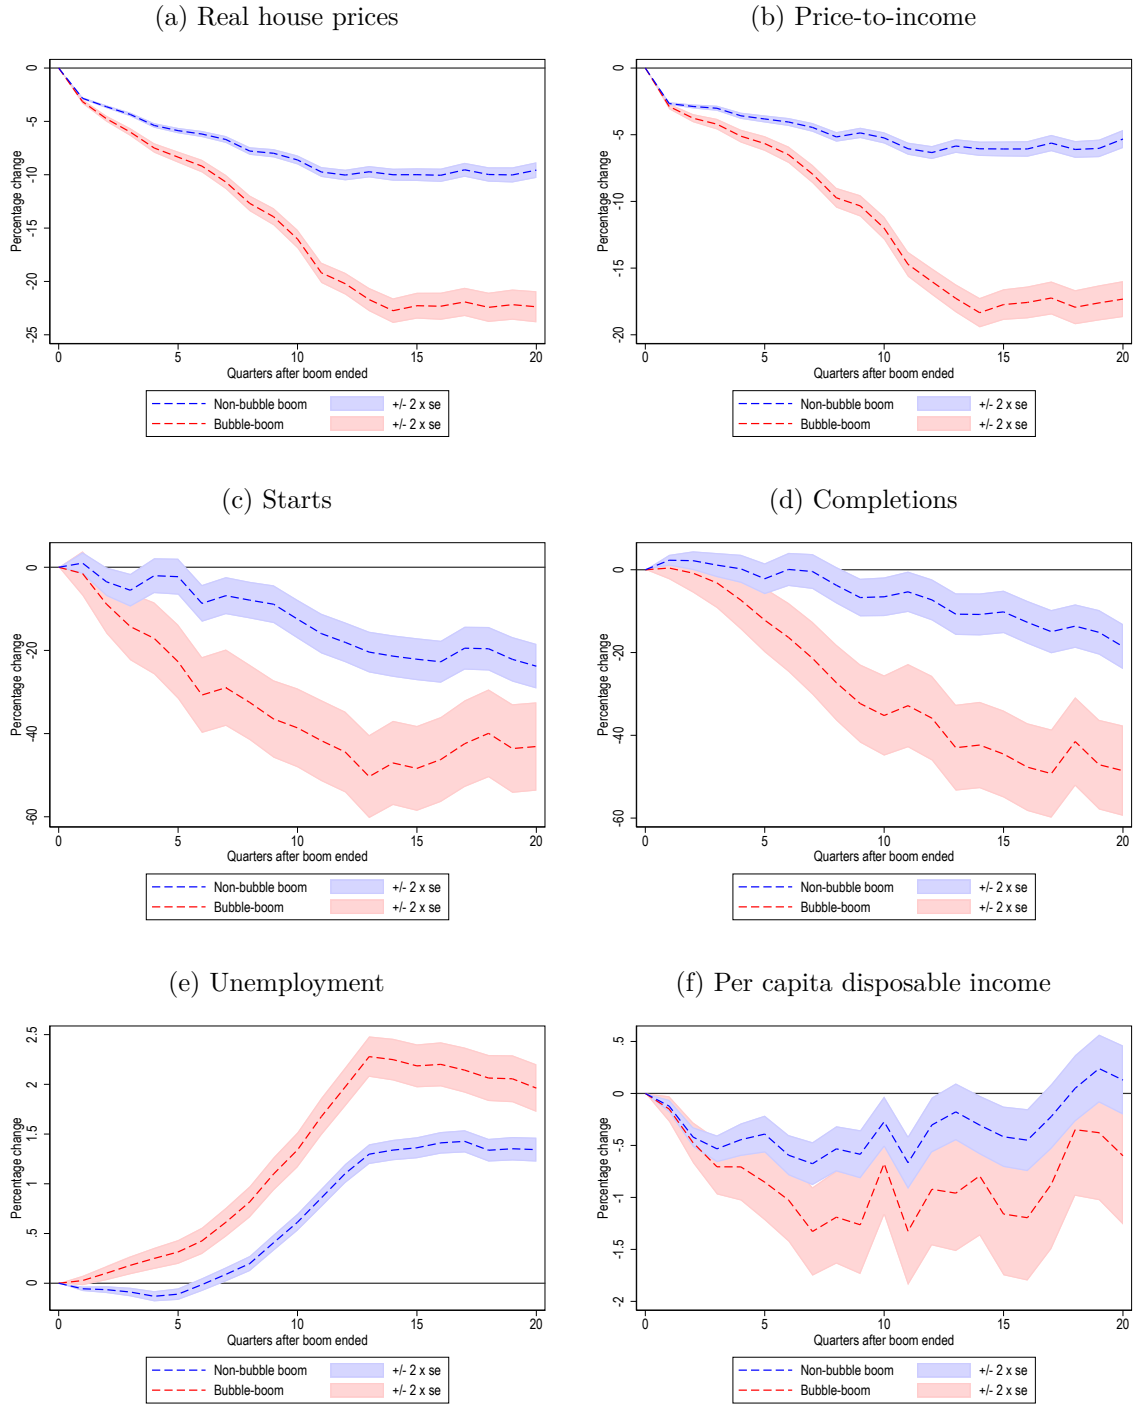 (a) Real house prices
Percentage change
0
-5
-10
-15
-20
-25
0 5 10 15 20
Quarters after boom ended
Non-bubble boom +/- 2 x se
Bubble-boom +/- 2 x se
(b) Price-to-income
Percentage change
0
-5
-10
-15
-20
0 5 10 15 20
Quarters after boom ended
Non-bubble boom +/- 2 x se
Bubble-boom +/- 2 x se
(c) Starts
Percentage change
0
-20
-40
-60
0 5 10 15 20
Quarters after boom ended
Non-bubble boom +/- 2 x se
Bubble-boom +/- 2 x se
(d) Completions
Percentage change
0
-20
-40
-60
0 5 10 15 20
Quarters after boom ended
Non-bubble boom +/- 2 x se
Bubble-boom +/- 2 x se
(e) Unemployment
Percentage change
2.5
2
1.5
1
.5
0
0 5 10 15 20
Quarters after boom ended
Non-bubble boom +/- 2 x se
Bubble-boom +/- 2 x se
(f) Per capita disposable income
Percentage change
.5
0
-.5
-1
-1.5
-2
0 5 10 15 20
Quarters after boom ended
Non-bubble boom +/- 2 x se
Bubble-boom +/- 2 x se